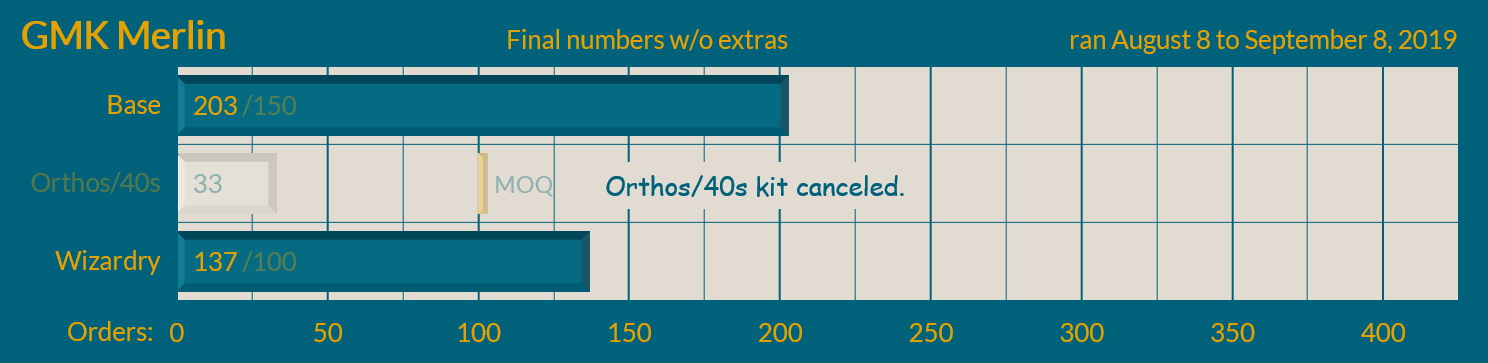 GMK Merlin Final numbers w/o extras ran August 8 to September 8, 2019
Base 203 /150
Orthos/40s 33 MOQ Orthos/40s kit canceled.
Wizardry 137 /100
Orders: 0 50 100 150 200 250 300 350 400